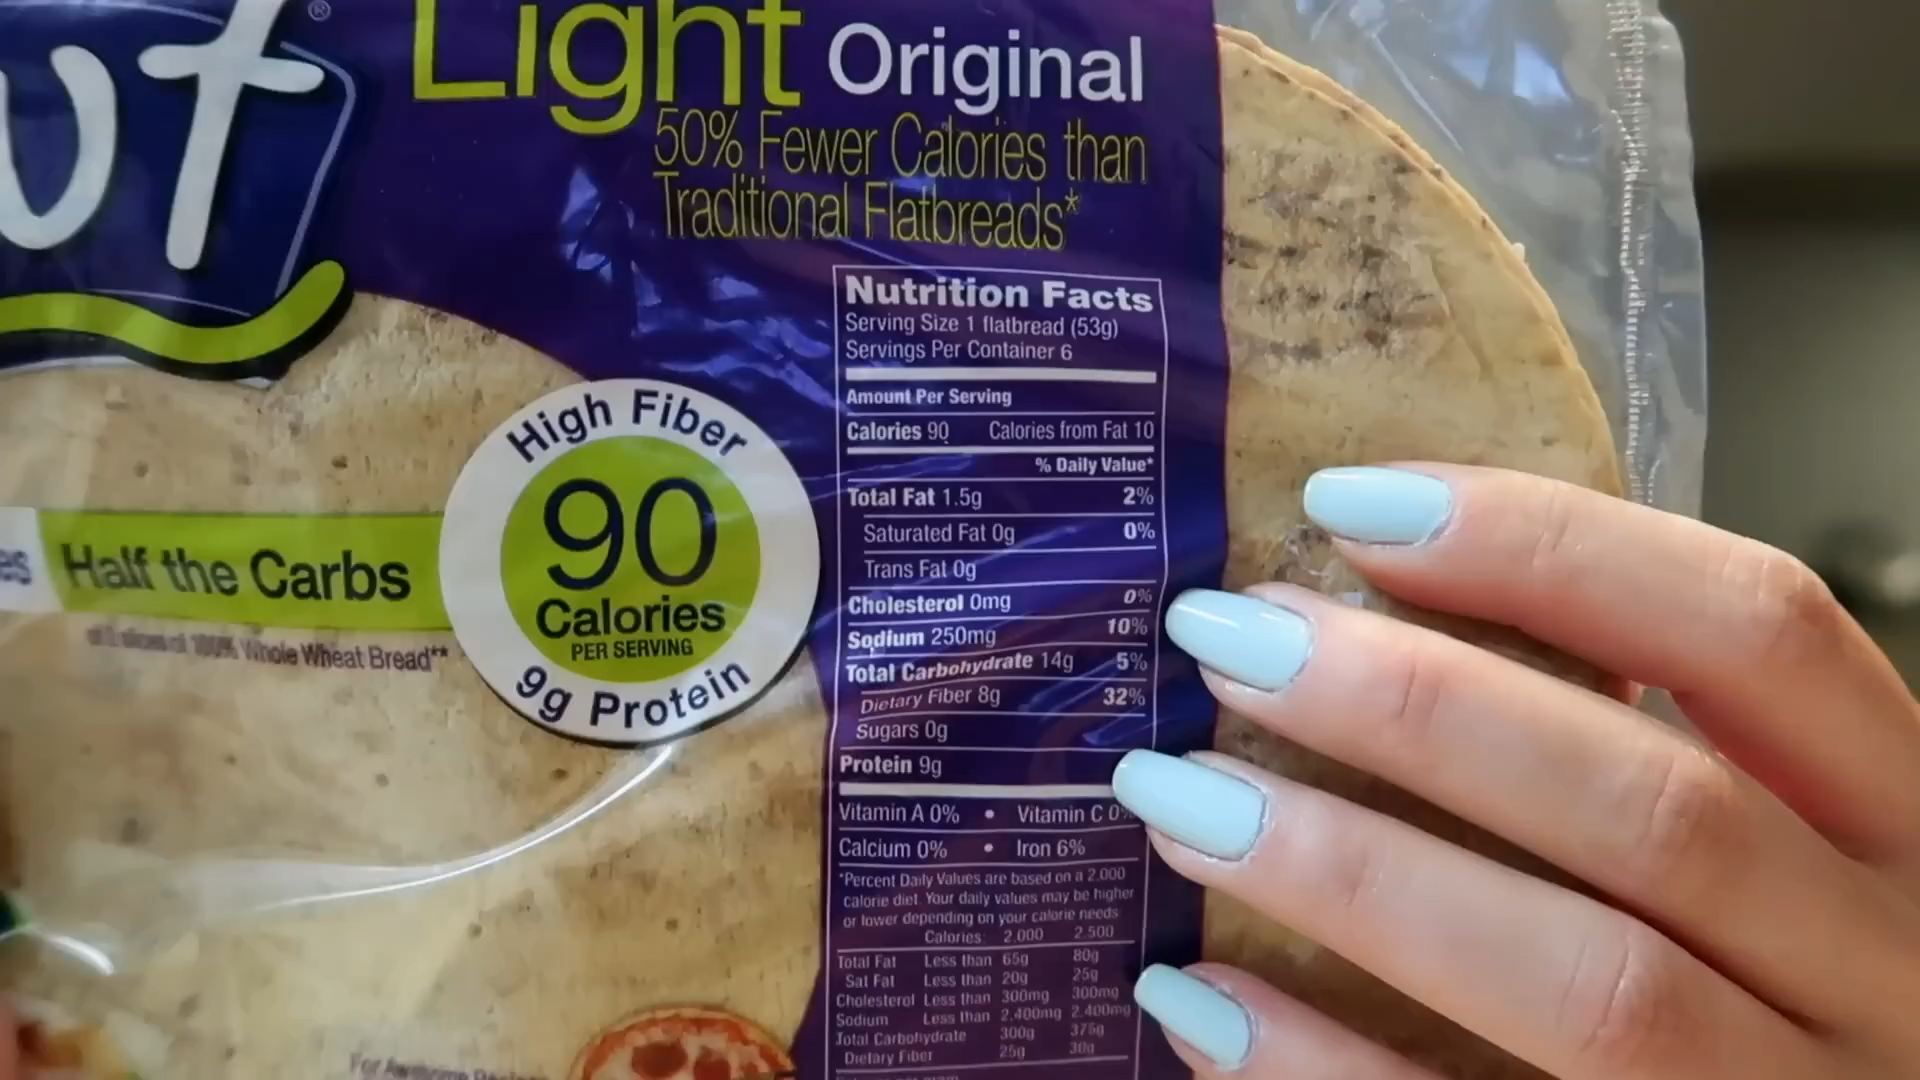 ut®
Light Original
50% Fewer Calories than
Traditional Flatbreads*
es Half the Carbs
100% Whole Wheat Bread**
High Fiber
90
Calories
PER SERVING
9g Protein
Nutrition Facts
Serving Size 1 flatbread (53g)
Servings Per Container 6
Amount Per Serving
Calories 90 Calories from Fat 10
% Daily Value*
Total Fat 1.5g 2%
Saturated Fat 0g 0%
Trans Fat 0g
Cholesterol 0mg 0%
Sodium 250mg 10%
Total Carbohydrate 14g 5%
Dietary Fiber 8g 32%
Sugars 0g
Protein 9g
Vitamin A 0% • Vitamin C 0%
Calcium 0% • Iron 6%
*Percent Daily Values are based on a 2,000
calorie diet. Your daily values may be higher
or lower depending on your calorie needs:
Calories: 2,000 2,500
Total Fat Less than 65g 80g
Sat Fat Less than 20g 25g
Cholesterol Less than 300mg 300mg
Sodium Less than 2,400mg 2,400mg
Total Carbohydrate 300g 375g
Dietary Fiber 25g 30g
For Awesome